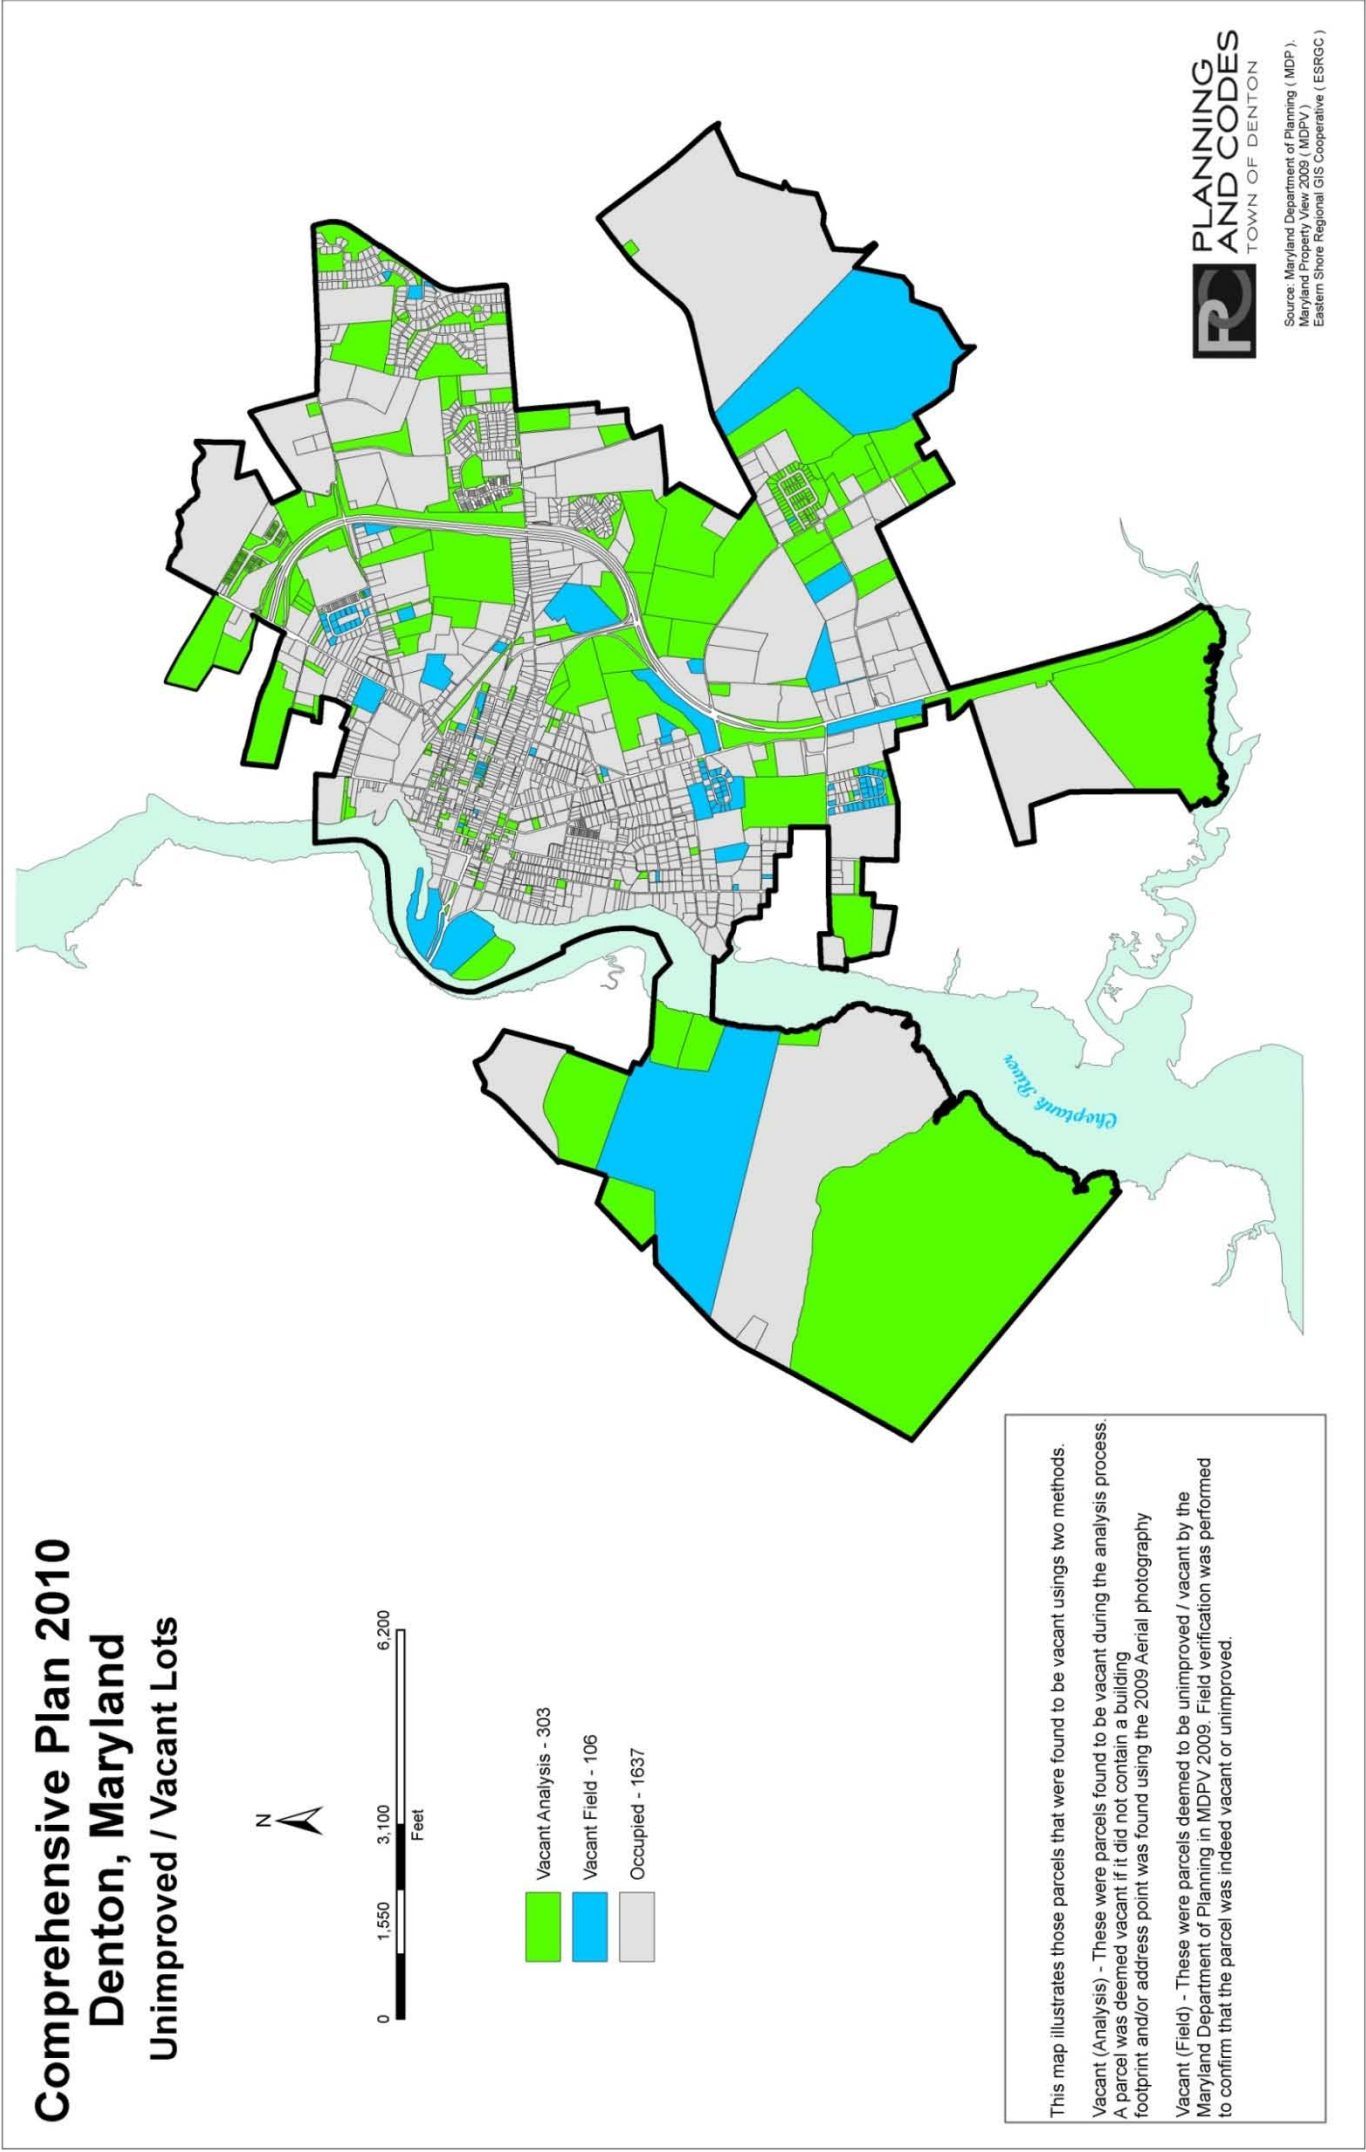 Comprehensive Plan 2010
Denton, Maryland
Unimproved / Vacant Lots
N
0 1,550 3,100 6,200
Feet
Vacant Analysis - 303
Vacant Field - 106
Occupied - 1637
Choptank River
This map illustrates those parcels that were found to be vacant usings two methods.
Vacant (Analysis) - These were parcels found to be vacant during the analysis process.
A parcel was deemed vacant if it did not contain a building
footprint and/or address point was found using the 2009 Aerial photography
Vacant (Field) - These were parcels deemed to be unimproved / vacant by the
Maryland Department of Planning in MDPV 2009. Field verification was performed
to confirm that the parcel was indeed vacant or unimproved.
PC
PLANNING
AND CODES
TOWN OF DENTON
Source: Maryland Department of Planning ( MDP ).
Maryland Property View 2009 ( MDPV )
Eastern Shore Regional GIS Cooperative ( ESRGC )